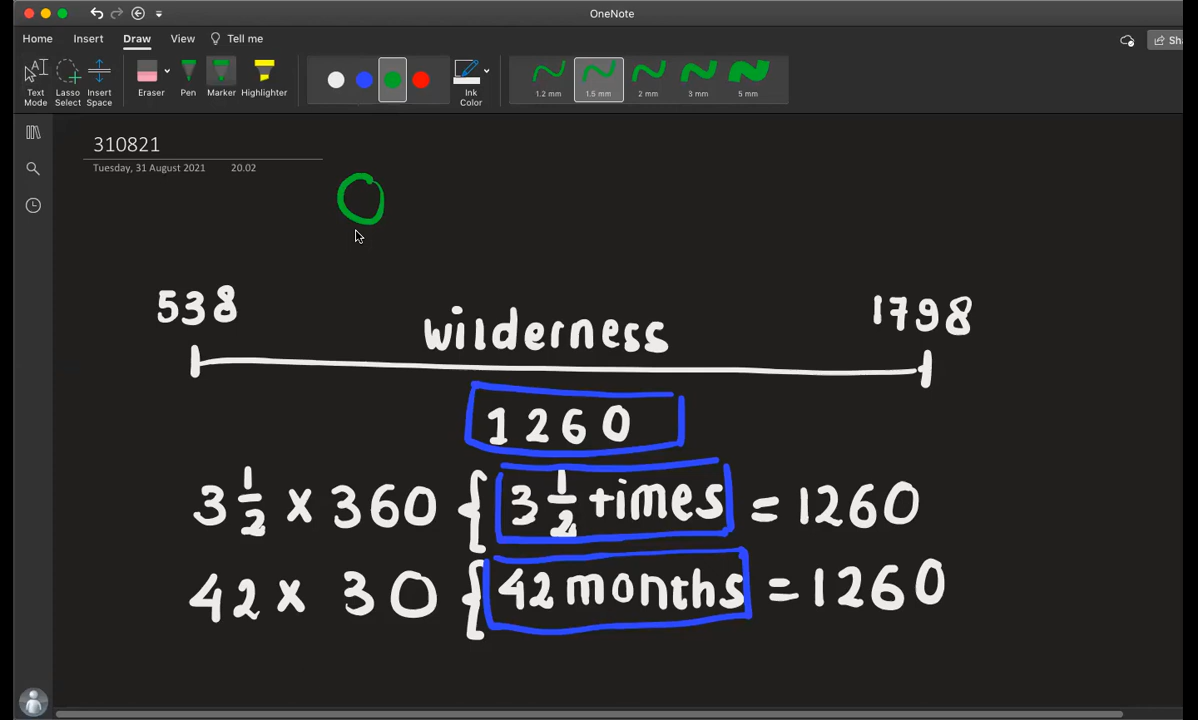 OneNote
Home Insert Draw View Tell me
Sha
Text Mode
Lasso Select
Insert Space
Eraser
Pen
Marker
Highlighter
Ink Color
1.2 mm
1.5 mm
2 mm
3 mm
5 mm
310821
Tuesday, 31 August 2021 20.02
538 wilderness 1798
1260
3 1/2 x 360 { 3 1/2 times = 1260
42 x 30 { 42 months = 1260